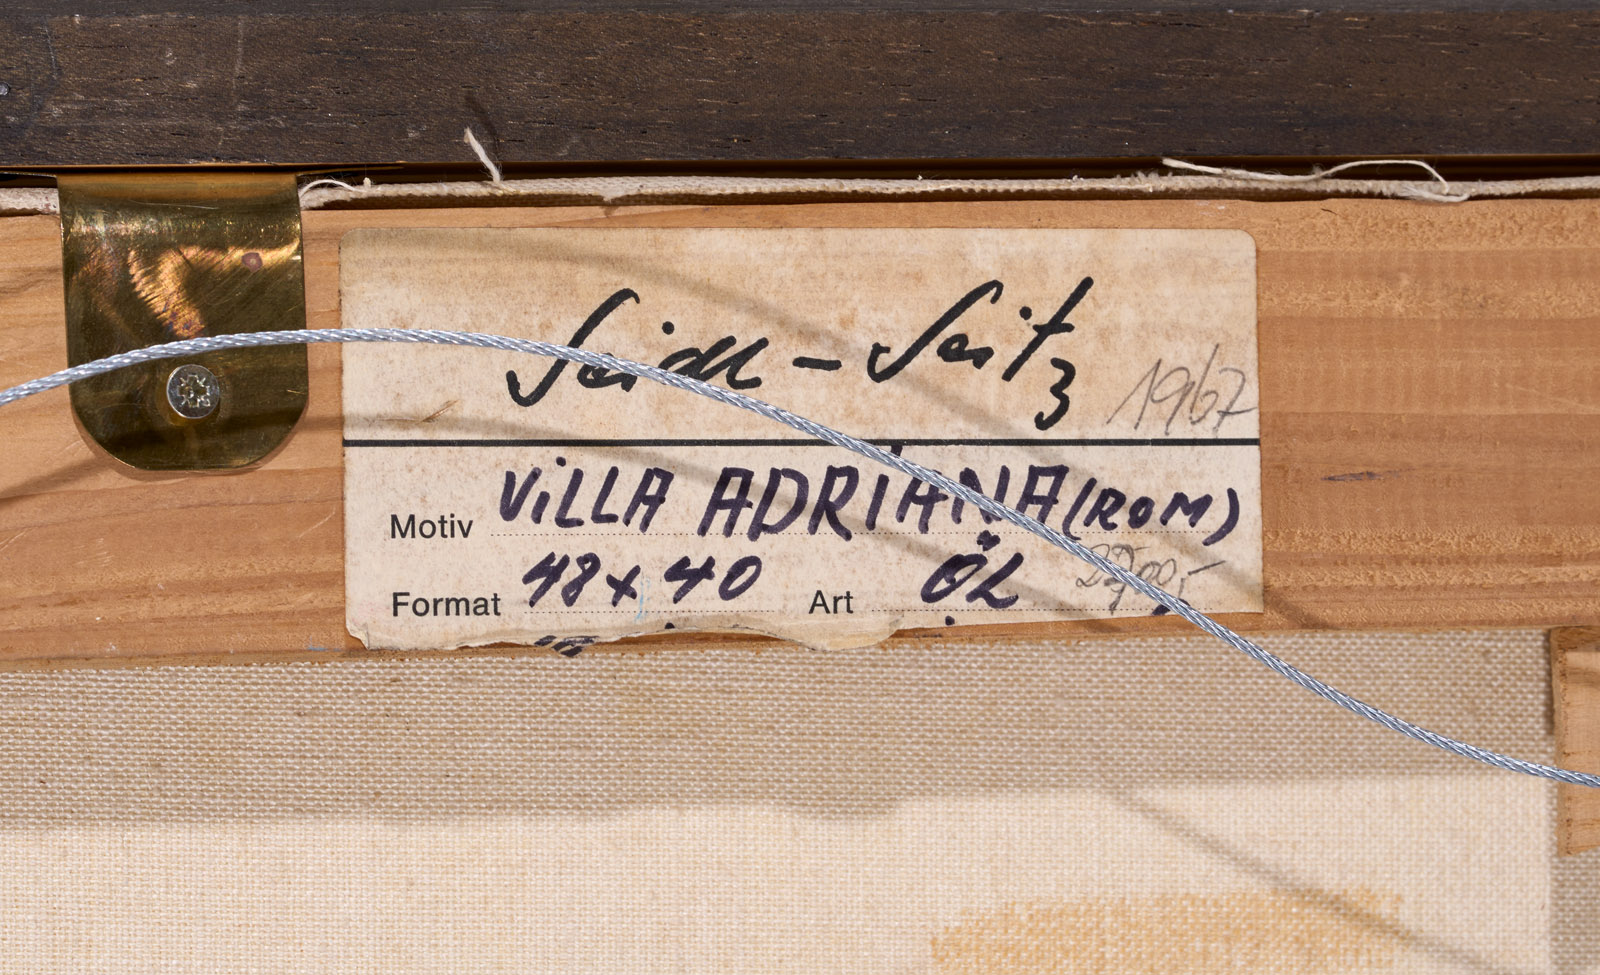 Seidl – Seitz 1967
Motiv ViLLA ADRiANA (ROM)
Format 48 x 40 Art ÖL